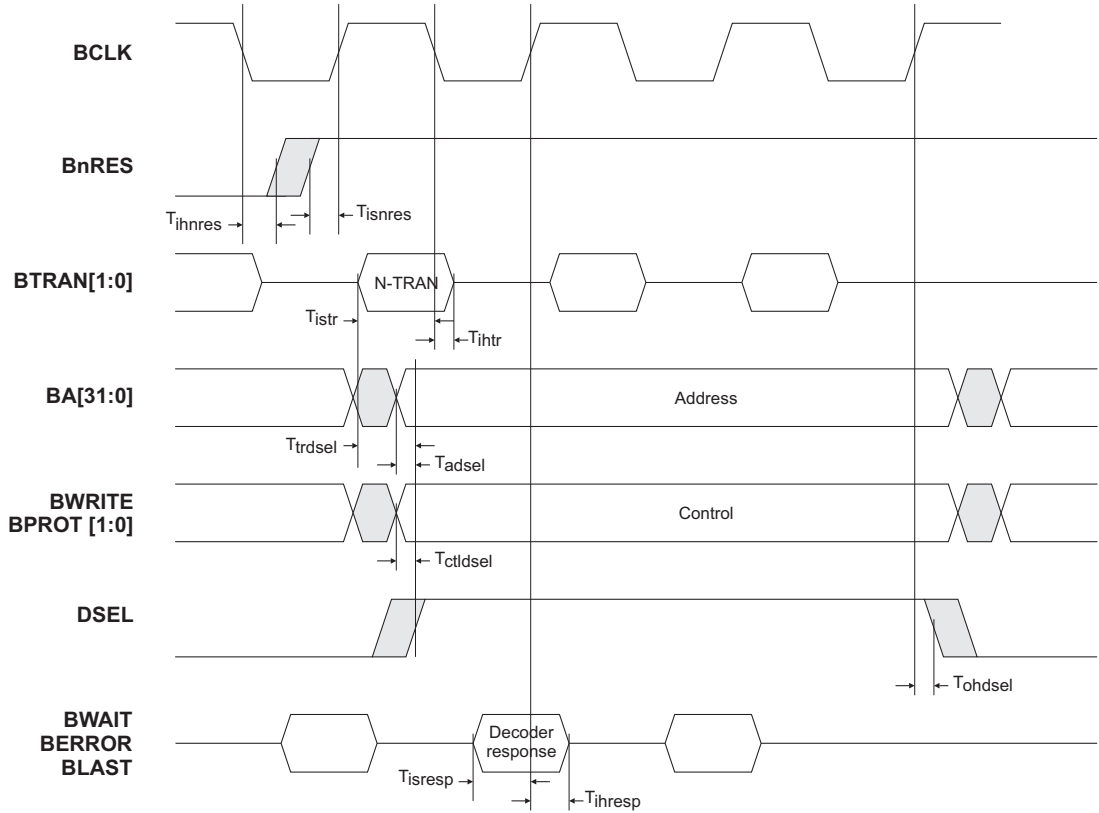 BCLK
BnRES
Tihnres
Tisnres
BTRAN[1:0]
N-TRAN
Tistr
Tihtr
BA[31:0]
Address
Ttrdsel
Tadsel
BWRITE
BPROT [1:0]
Control
Tctldsel
DSEL
Tohdsel
BWAIT
BERROR
BLAST
Decoder
response
Tisresp
Tihresp